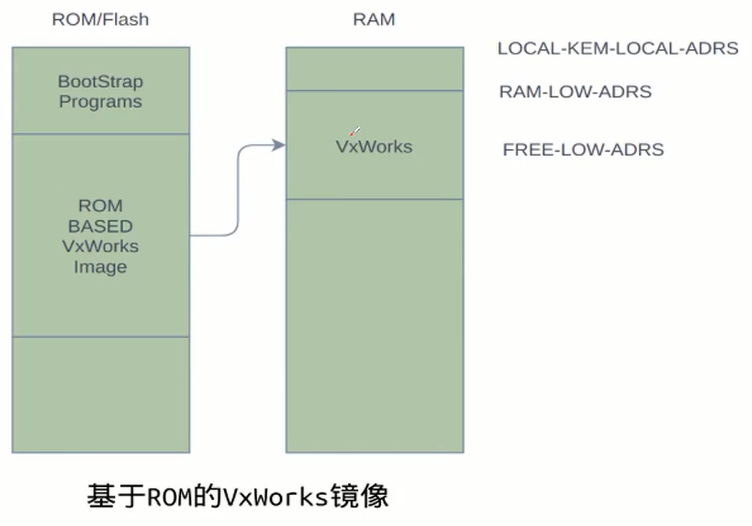 ROM/Flash
RAM
LOCAL-KEM-LOCAL-ADRS
BootStrap
Programs
RAM-LOW-ADRS
VxWorks
FREE-LOW-ADRS
ROM
BASED
VxWorks
Image
基于ROM的VxWorks镜像